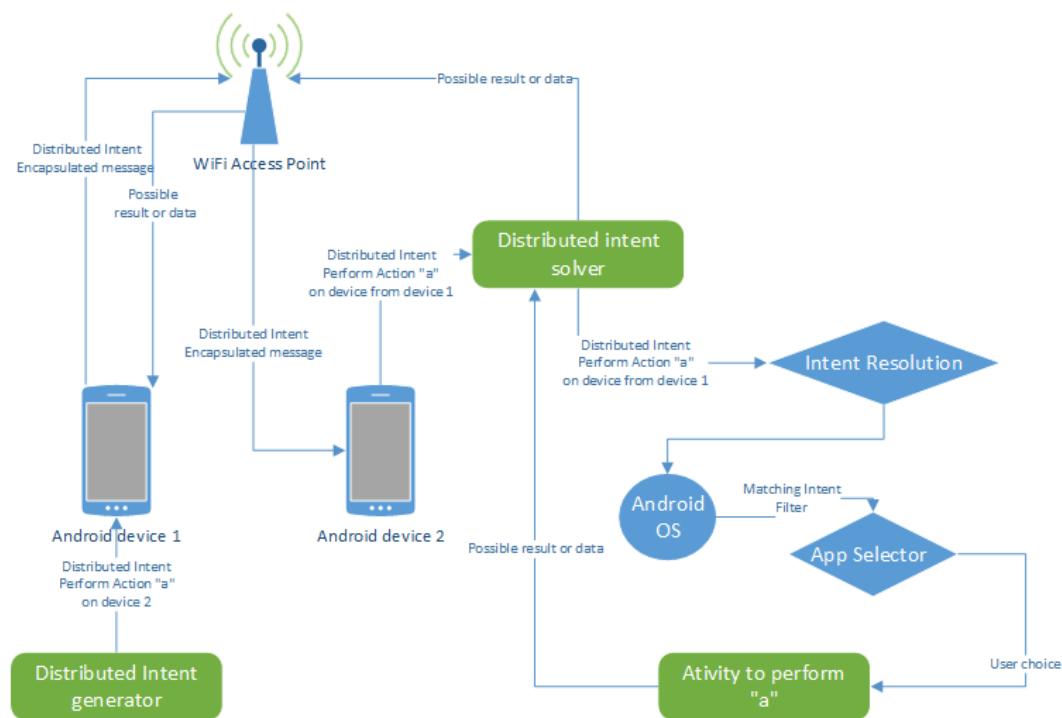 Possible result or data
Distributed Intent
Encapsulated message
WiFi Access Point
Possible
result or data
Distributed intent
solver
Distributed Intent
Perform Action "a"
on device from device 1
Distributed Intent
Encapsulated message
Distributed Intent
Perform Action "a"
on device from device 1
Intent Resolution
Android
OS
Matching Intent
Filter
App Selector
Android device 1
Android device 2
Possible result or data
Distributed Intent
Perform Action "a"
on device 2
User choice
Distributed Intent
generator
Ativity to perform
"a"